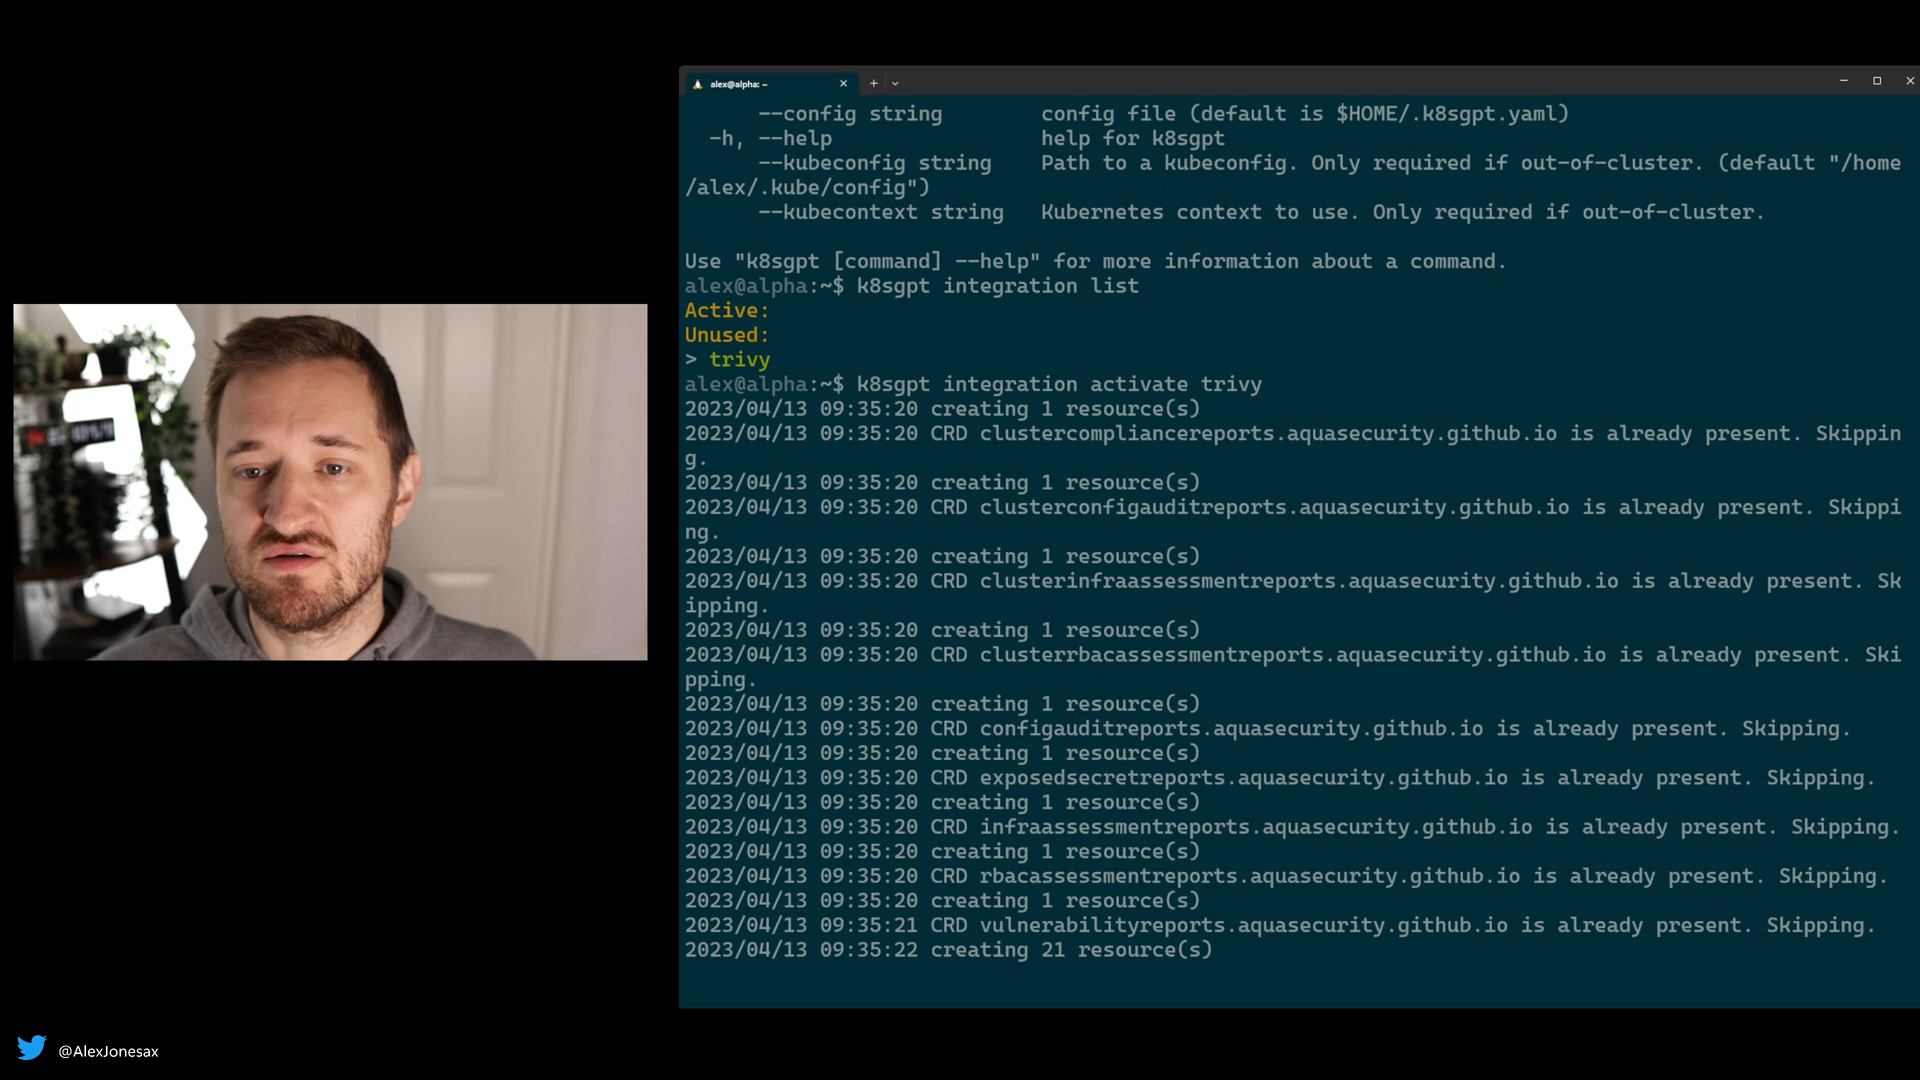 alex@alpha: ~
--config string config file (default is $HOME/.k8sgpt.yaml)
-h, --help help for k8sgpt
--kubeconfig string Path to a kubeconfig. Only required if out-of-cluster. (default "/home
/alex/.kube/config")
--kubecontext string Kubernetes context to use. Only required if out-of-cluster.
Use "k8sgpt [command] --help" for more information about a command.
alex@alpha:~$ k8sgpt integration list
Active:
Unused:
> trivy
alex@alpha:~$ k8sgpt integration activate trivy
2023/04/13 09:35:20 creating 1 resource(s)
2023/04/13 09:35:20 CRD clustercompliancereports.aquasecurity.github.io is already present. Skippin
g.
2023/04/13 09:35:20 creating 1 resource(s)
2023/04/13 09:35:20 CRD clusterconfigauditreports.aquasecurity.github.io is already present. Skippi
ng.
2023/04/13 09:35:20 creating 1 resource(s)
2023/04/13 09:35:20 CRD clusterinfraassessmentreports.aquasecurity.github.io is already present. Sk
ipping.
2023/04/13 09:35:20 creating 1 resource(s)
2023/04/13 09:35:20 CRD clusterrbacassessmentreports.aquasecurity.github.io is already present. Ski
pping.
2023/04/13 09:35:20 creating 1 resource(s)
2023/04/13 09:35:20 CRD configauditreports.aquasecurity.github.io is already present. Skipping.
2023/04/13 09:35:20 creating 1 resource(s)
2023/04/13 09:35:20 CRD exposedsecretreports.aquasecurity.github.io is already present. Skipping.
2023/04/13 09:35:20 creating 1 resource(s)
2023/04/13 09:35:20 CRD infraassessmentreports.aquasecurity.github.io is already present. Skipping.
2023/04/13 09:35:20 creating 1 resource(s)
2023/04/13 09:35:20 CRD rbacassessmentreports.aquasecurity.github.io is already present. Skipping.
2023/04/13 09:35:20 creating 1 resource(s)
2023/04/13 09:35:21 CRD vulnerabilityreports.aquasecurity.github.io is already present. Skipping.
2023/04/13 09:35:22 creating 21 resource(s)
@AlexJonesax